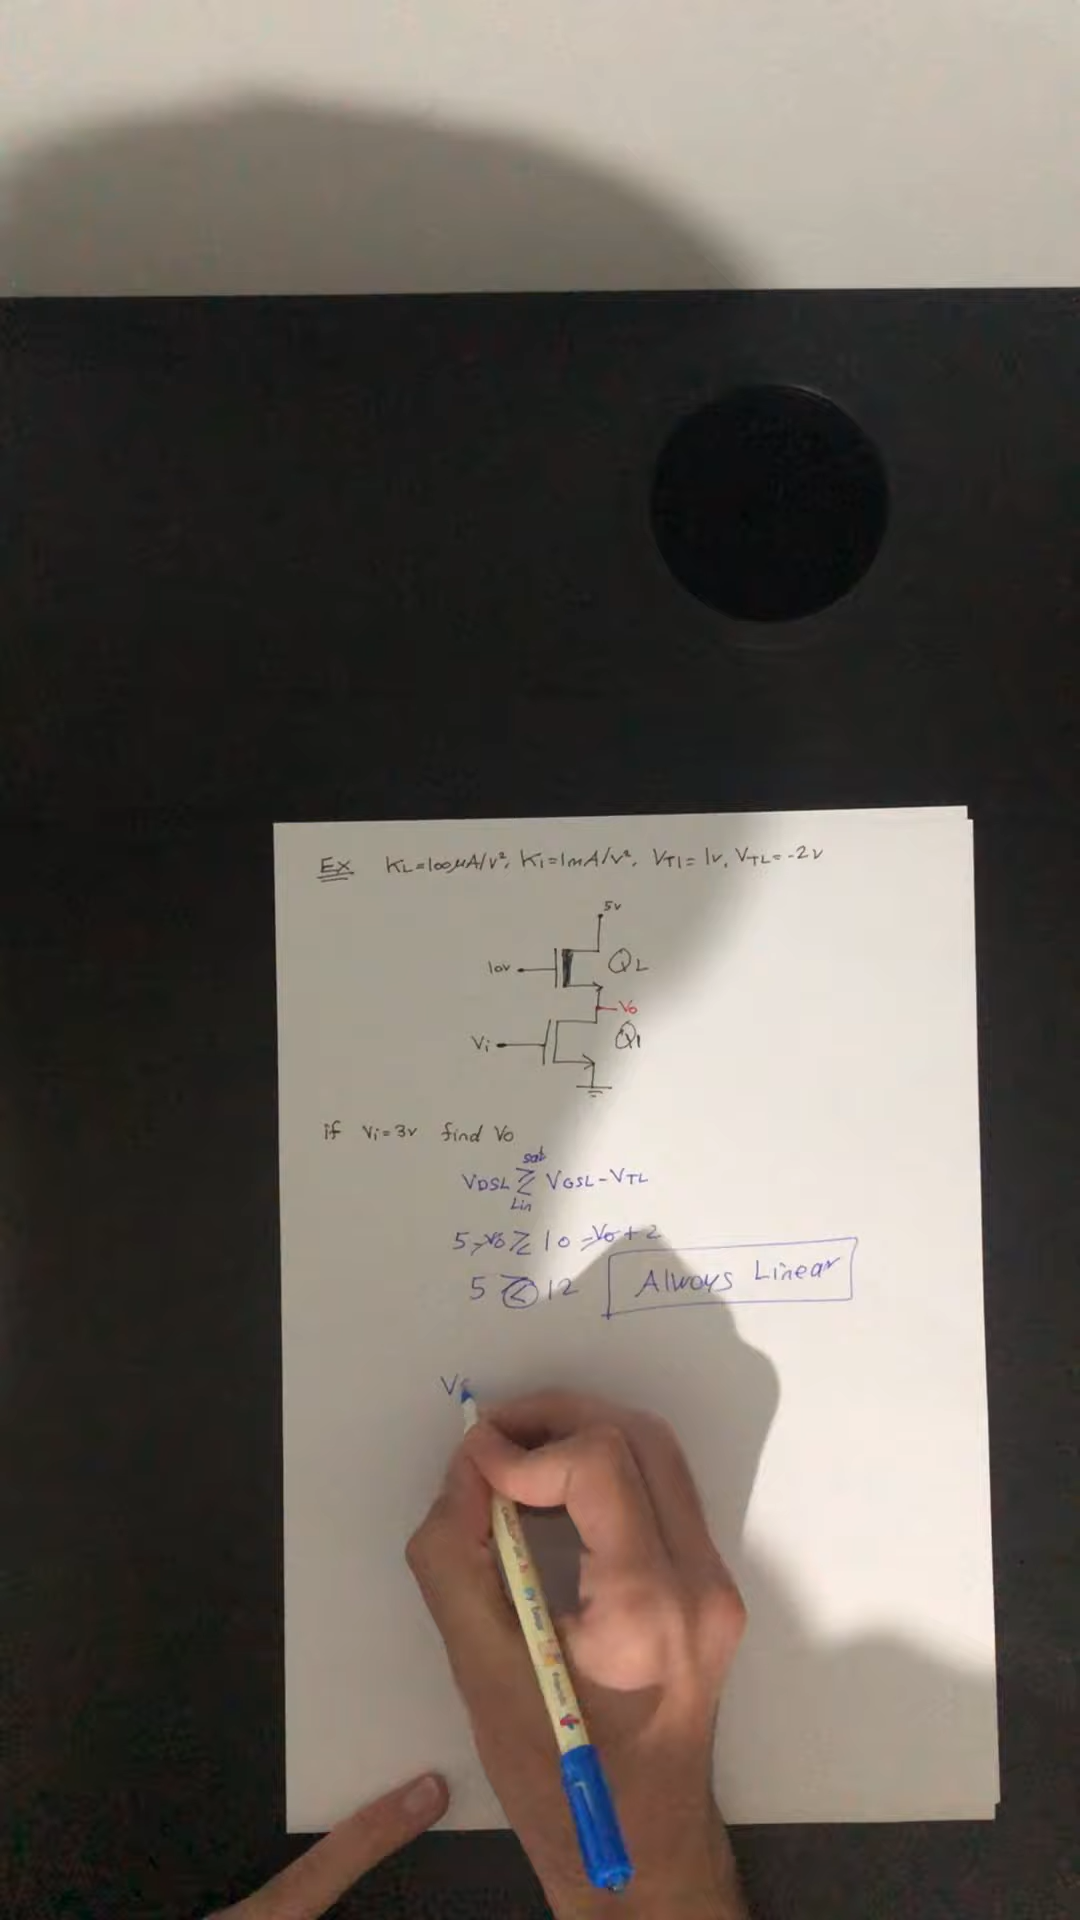 EX KL=100μA/V², K1=1mA/V², VT1=1V, VTL=-2V
5V
10V
QL
Vo
Vi
Q1
if Vi=3V find Vo
sat
VDSL ≷ VGSL-VTL
Lin
5-Vo ≷ 10-Vo+2
5 ≶ 12 Always Linear